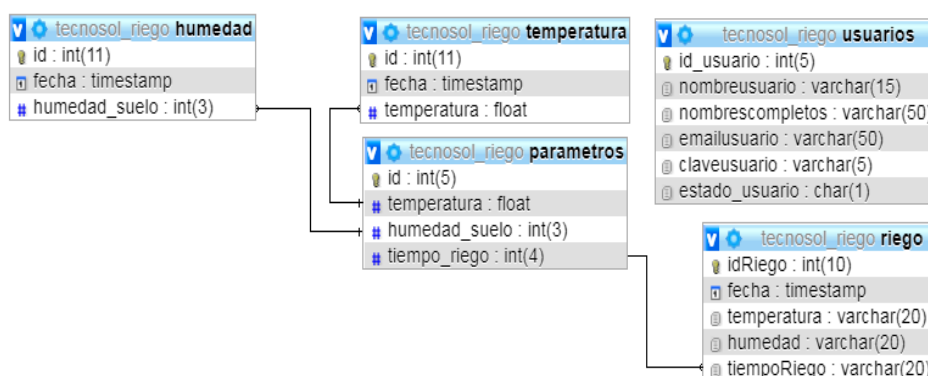 tecnosol_riego humedad
id : int(11)
fecha : timestamp
humedad_suelo : int(3)
tecnosol_riego temperatura
id : int(11)
fecha : timestamp
temperatura : float
tecnosol_riego parametros
id : int(5)
temperatura : float
humedad_suelo : int(3)
tiempo_riego : int(4)
tecnosol_riego usuarios
id_usuario : int(5)
nombreusuario : varchar(15)
nombrescompletos : varchar(50)
emailusuario : varchar(50)
claveusuario : varchar(5)
estado_usuario : char(1)
tecnosol_riego riego
idRiego : int(10)
fecha : timestamp
temperatura : varchar(20)
humedad : varchar(20)
tiempoRiego : varchar(20)